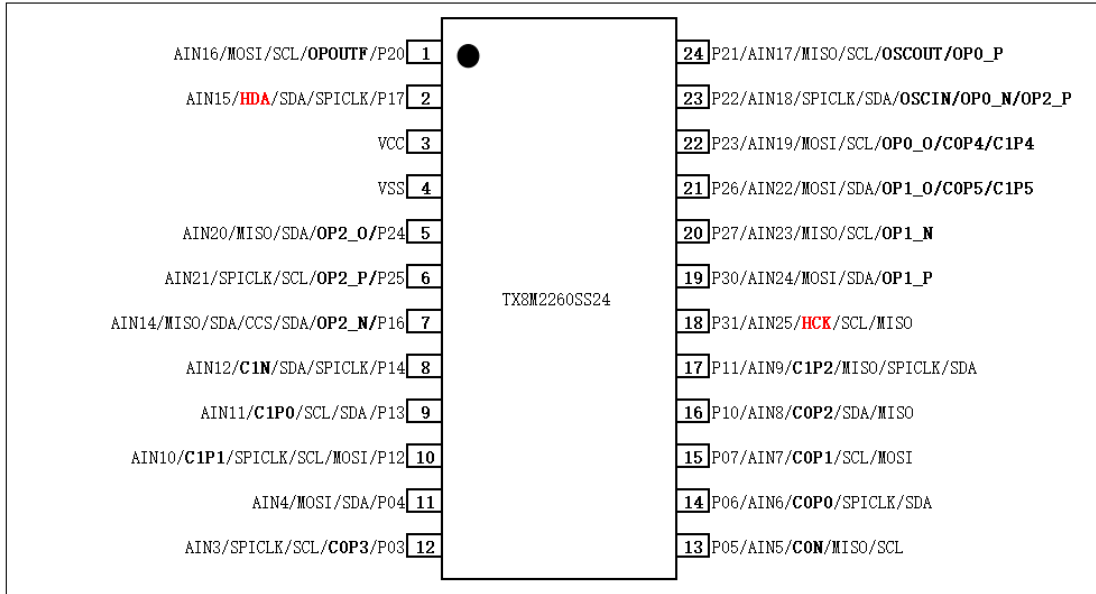 AIN16/MOSI/SCL/OPOUTF/P20 1
24 P21/AIN17/MISO/SCL/OSCOUT/OP0_P
AIN15/HDA/SDA/SPICLK/P17 2
23 P22/AIN18/SPICLK/SDA/OSCIN/OP0_N/OP2_P
VCC 3
22 P23/AIN19/MOSI/SCL/OP0_O/C0P4/C1P4
VSS 4
21 P26/AIN22/MOSI/SDA/OP1_O/C0P5/C1P5
AIN20/MISO/SDA/OP2_O/P24 5
20 P27/AIN23/MISO/SCL/OP1_N
AIN21/SPICLK/SCL/OP2_P/P25 6
19 P30/AIN24/MOSI/SDA/OP1_P
TX8M2260SS24
AIN14/MISO/SDA/CCS/SDA/OP2_N/P16 7
18 P31/AIN25/HCK/SCL/MISO
AIN12/C1N/SDA/SPICLK/P14 8
17 P11/AIN9/C1P2/MISO/SPICLK/SDA
AIN11/C1P0/SCL/SDA/P13 9
16 P10/AIN8/C0P2/SDA/MISO
AIN10/C1P1/SPICLK/SCL/MOSI/P12 10
15 P07/AIN7/C0P1/SCL/MOSI
AIN4/MOSI/SDA/P04 11
14 P06/AIN6/C0P0/SPICLK/SDA
AIN3/SPICLK/SCL/C0P3/P03 12
13 P05/AIN5/C0N/MISO/SCL